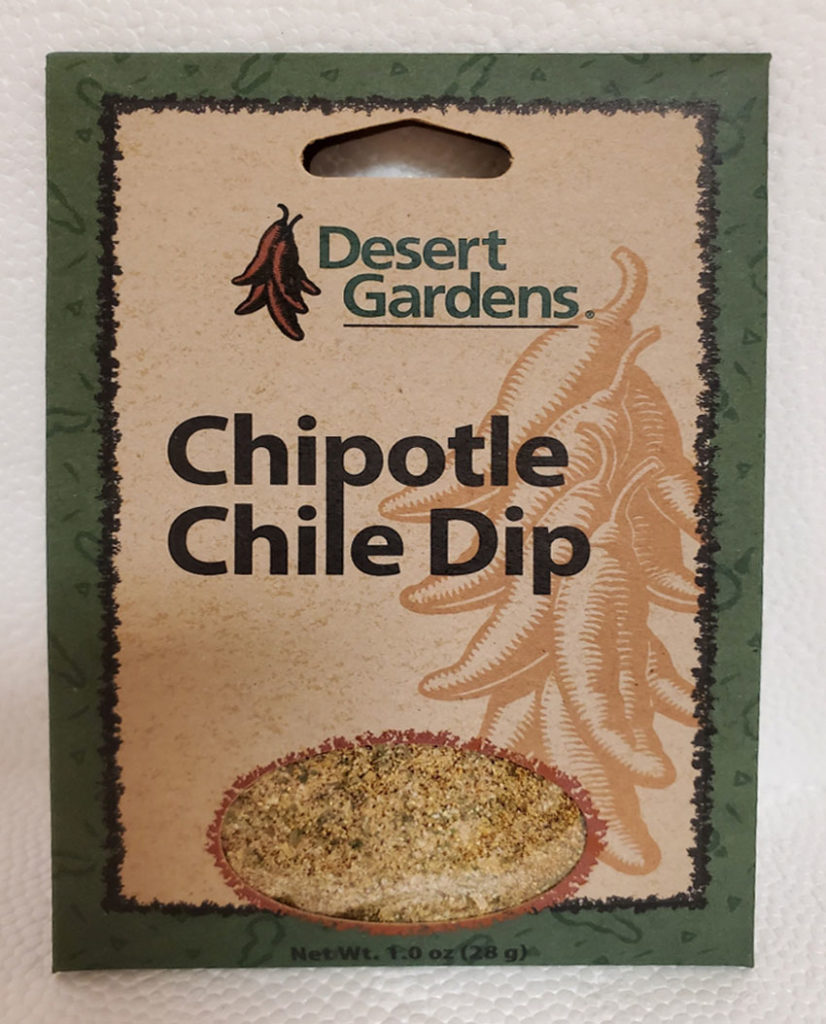 Desert
Gardens®
Chipotle
Chile Dip
Net Wt. 1.0 oz (28 g)